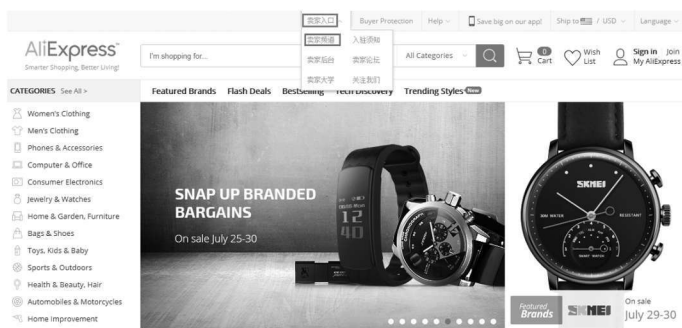 卖家入口
Buyer Protection
Help
Save big on our app!
Ship to / USD
Language
卖家频道 入驻须知
卖家后台 卖家论坛
卖家大学 关注我们
AliExpress™
Smarter Shopping, Better Living!
I'm shopping for...
All Categories
0
Cart
Wish
List
Sign in Join
My AliExpress
CATEGORIES See All >
Featured Brands Flash Deals Bestselling Tech Discovery Trending Styles New
Women's Clothing
Men's Clothing
Phones & Accessories
Computer & Office
Consumer Electronics
Jewelry & Watches
Home & Garden, Furniture
Bags & Shoes
Toys, Kids & Baby
Sports & Outdoors
Health & Beauty, Hair
Automobiles & Motorcycles
Home Improvement
SNAP UP BRANDED
BARGAINS
On sale July 25-30
12
40
SKMEI
30M WATER RESISTANT
SMART WATCH
Featured
Brands
SKMEI
On sale
July 29-30